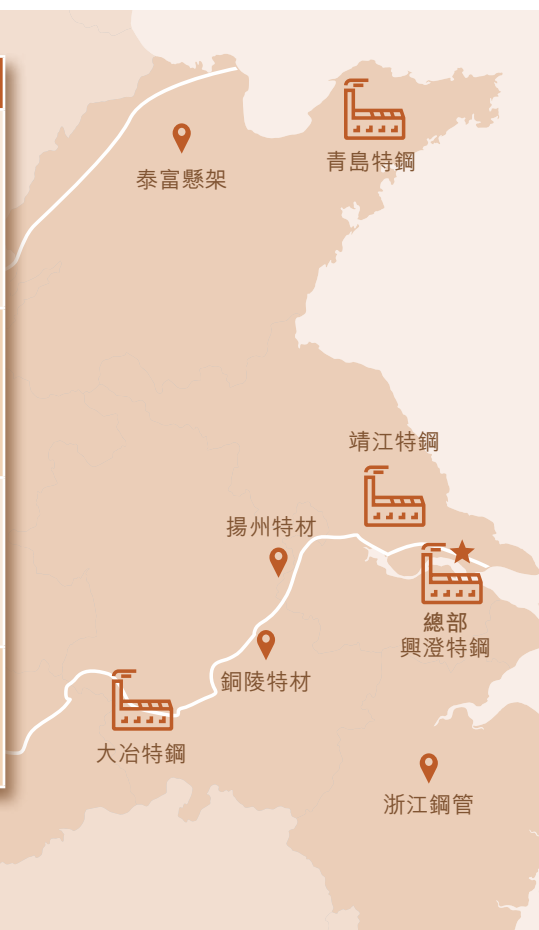 青島特鋼
泰富懸架
靖江特鋼
揚州特材
總部
興澄特鋼
銅陵特材
大冶特鋼
浙江鋼管